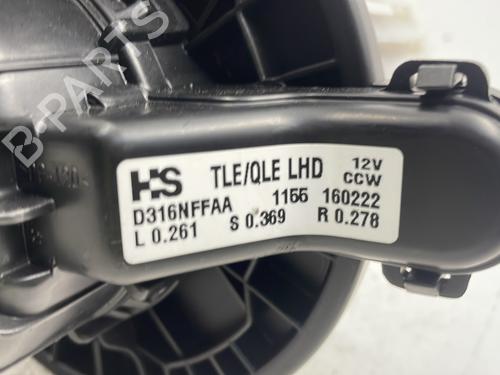 B-PARTS
HS TLE/QLE LHD 12V
CCW
D316NFFAA 1155 160222
L 0.261 S 0.369 R 0.278